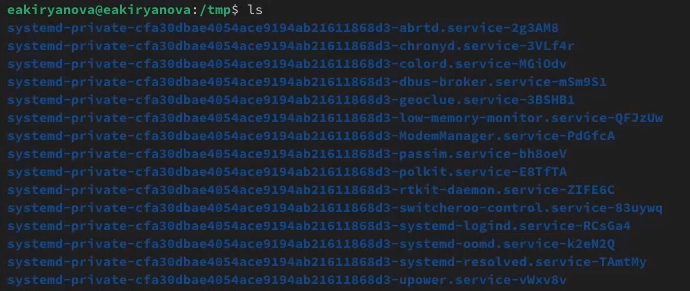 eakiryanova@eakiryanova:/tmp$ ls
systemd-private-cfa30dbae4054ace9194ab21611868d3-abrtd.service-2g3AM8
systemd-private-cfa30dbae4054ace9194ab21611868d3-chronyd.service-3VLf4r
systemd-private-cfa30dbae4054ace9194ab21611868d3-colord.service-MGiOdv
systemd-private-cfa30dbae4054ace9194ab21611868d3-dbus-broker.service-mSm9S1
systemd-private-cfa30dbae4054ace9194ab21611868d3-geoclue.service-3BSHB1
systemd-private-cfa30dbae4054ace9194ab21611868d3-low-memory-monitor.service-QFJzUw
systemd-private-cfa30dbae4054ace9194ab21611868d3-ModemManager.service-PdGfcA
systemd-private-cfa30dbae4054ace9194ab21611868d3-passim.service-bh8oeV
systemd-private-cfa30dbae4054ace9194ab21611868d3-polkit.service-E8TfTA
systemd-private-cfa30dbae4054ace9194ab21611868d3-rtkit-daemon.service-ZIFE6C
systemd-private-cfa30dbae4054ace9194ab21611868d3-switcheroo-control.service-83uywq
systemd-private-cfa30dbae4054ace9194ab21611868d3-systemd-logind.service-RCsGa4
systemd-private-cfa30dbae4054ace9194ab21611868d3-systemd-oomd.service-k2eN2Q
systemd-private-cfa30dbae4054ace9194ab21611868d3-systemd-resolved.service-TAmtMy
systemd-private-cfa30dbae4054ace9194ab21611868d3-upower.service-vWxv8v